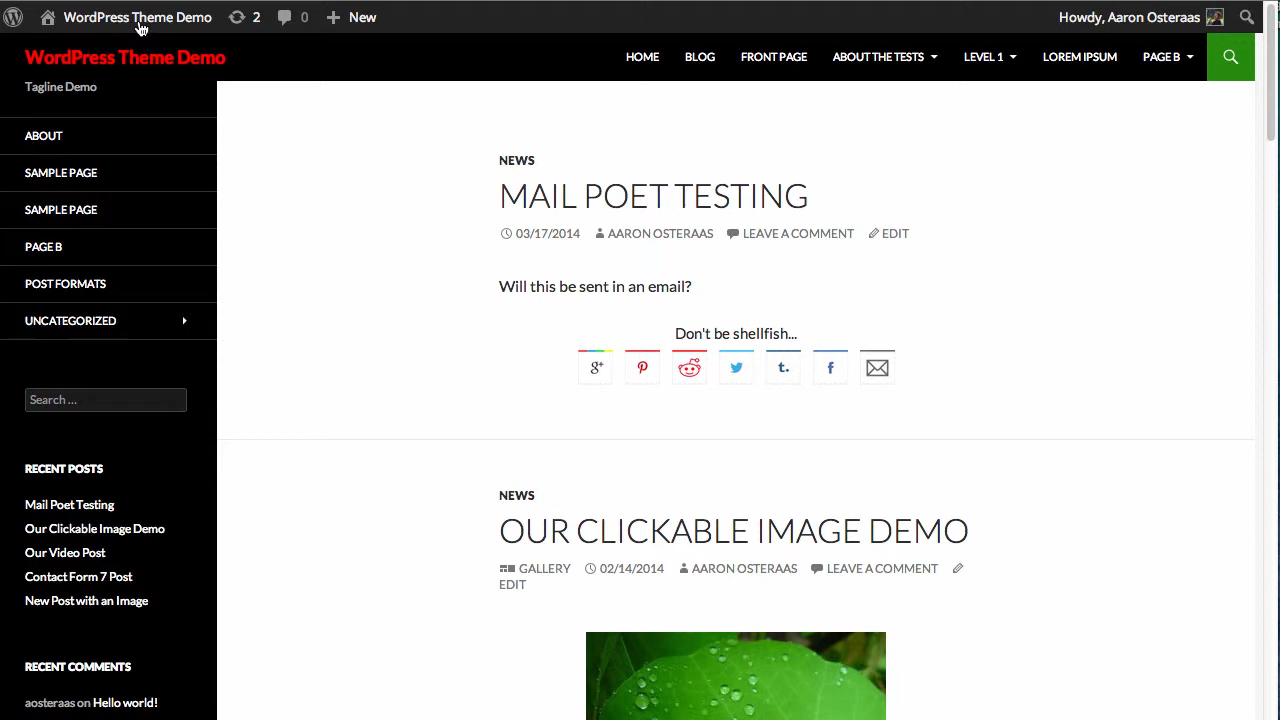 WordPress Theme Demo 2 0 New Howdy, Aaron Osteraas
WordPress Theme Demo
HOME BLOG FRONT PAGE ABOUT THE TESTS LEVEL 1 LOREM IPSUM PAGE B
Tagline Demo
ABOUT
SAMPLE PAGE
SAMPLE PAGE
PAGE B
POST FORMATS
UNCATEGORIZED
Search ...
RECENT POSTS
Mail Poet Testing
Our Clickable Image Demo
Our Video Post
Contact Form 7 Post
New Post with an Image
RECENT COMMENTS
aosteraas on Hello world!
NEWS
MAIL POET TESTING
03/17/2014 AARON OSTERAAS LEAVE A COMMENT EDIT
Will this be sent in an email?
Don't be shellfish...
g+ t. f
NEWS
OUR CLICKABLE IMAGE DEMO
GALLERY 02/14/2014 AARON OSTERAAS LEAVE A COMMENT
EDIT